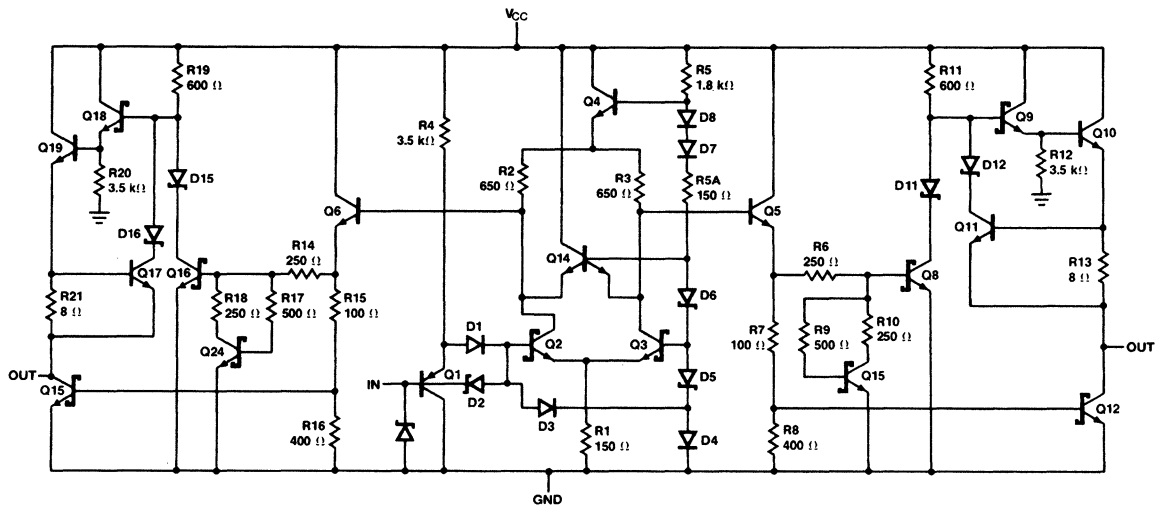 VCC
R19
600 Ω
Q18
Q19
R20
3.5 kΩ
D15
D16
Q17
Q16
R21
8 Ω
OUT
Q15
R18
250 Ω
R17
500 Ω
Q24
R14
250 Ω
Q6
R15
100 Ω
R16
400 Ω
R4
3.5 kΩ
D1
IN
Q1
D2
D3
R2
650 Ω
Q4
R3
650 Ω
Q14
Q2
Q3
R1
150 Ω
R5
1.8 kΩ
D8
D7
R5A
150 Ω
D6
D5
D4
GND
Q5
R6
250 Ω
R7
100 Ω
R8
400 Ω
R9
500 Ω
R10
250 Ω
Q15
Q8
R11
600 Ω
D11
Q9
Q10
R12
3.5 kΩ
D12
Q11
R13
8 Ω
OUT
Q12